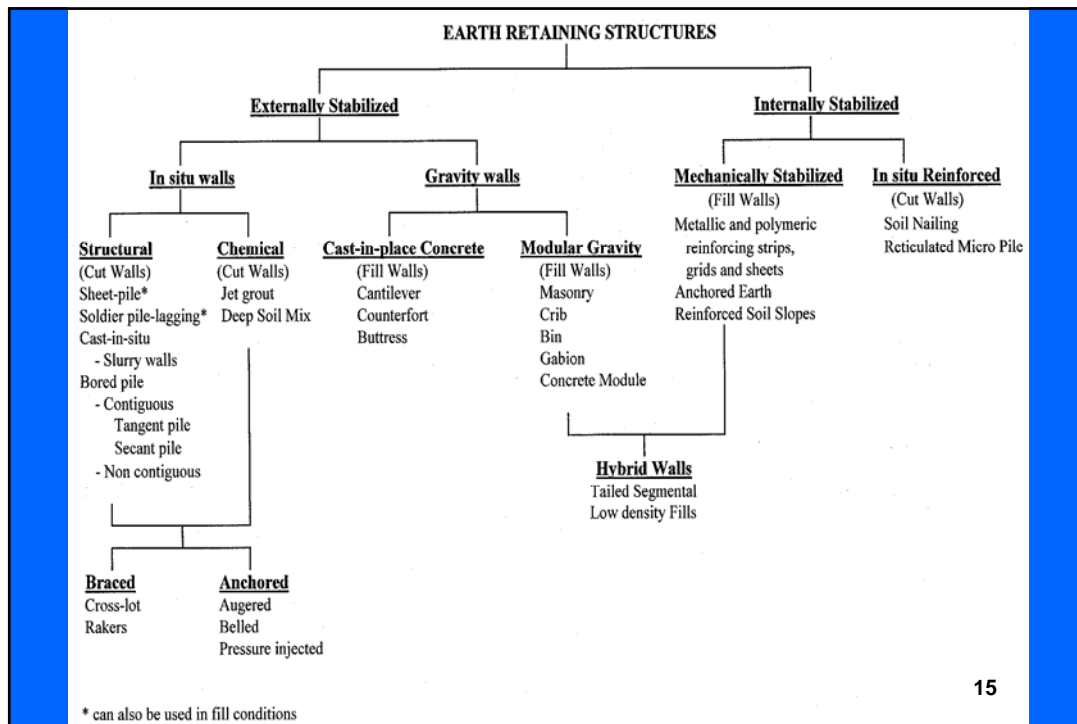 EARTH RETAINING STRUCTURES
Externally Stabilized
Internally Stabilized
In situ walls
Gravity walls
Mechanically Stabilized
(Fill Walls)
Metallic and polymeric
reinforcing strips,
grids and sheets
Anchored Earth
Reinforced Soil Slopes
In situ Reinforced
(Cut Walls)
Soil Nailing
Reticulated Micro Pile
Structural
(Cut Walls)
Sheet-pile*
Soldier pile-lagging*
Cast-in-situ
- Slurry walls
Bored pile
- Contiguous
Tangent pile
Secant pile
- Non contiguous
Chemical
(Cut Walls)
Jet grout
Deep Soil Mix
Cast-in-place Concrete
(Fill Walls)
Cantilever
Counterfort
Buttress
Modular Gravity
(Fill Walls)
Masonry
Crib
Bin
Gabion
Concrete Module
Hybrid Walls
Tailed Segmental
Low density Fills
Braced
Cross-lot
Rakers
Anchored
Augered
Belled
Pressure injected
15
* can also be used in fill conditions